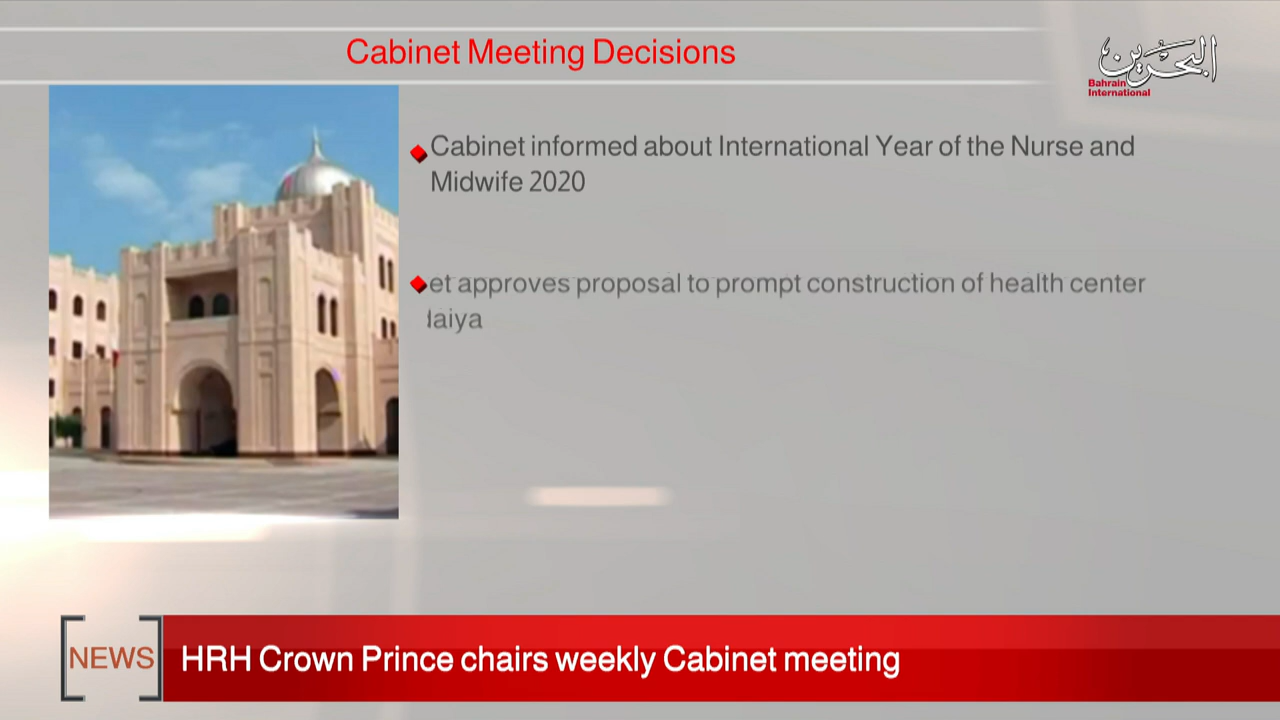 Cabinet Meeting Decisions
البحرين
Bahrain
International
Cabinet informed about International Year of the Nurse and
Midwife 2020
et approves proposal to prompt construction of health center
aiya
NEWS
HRH Crown Prince chairs weekly Cabinet meeting